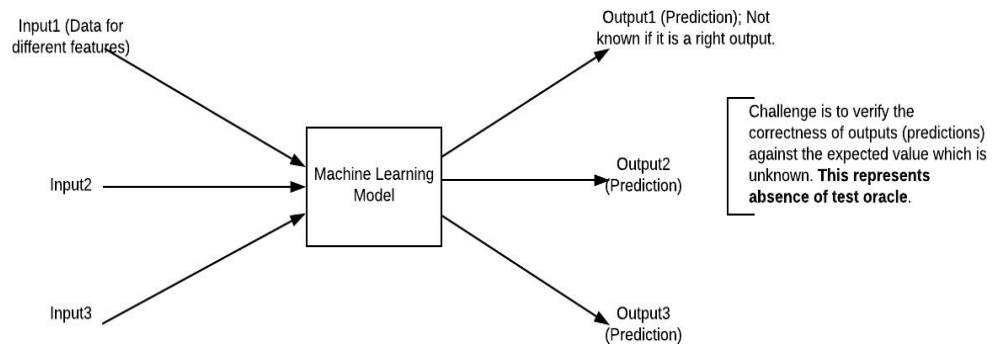 Input1 (Data for
different features)
Output1 (Prediction); Not
known if it is a right output.
Challenge is to verify the
correctness of outputs (predictions)
against the expected value which is
unknown. This represents
absence of test oracle.
Machine Learning
Model
Input2
Output2
(Prediction)
Input3
Output3
(Prediction)